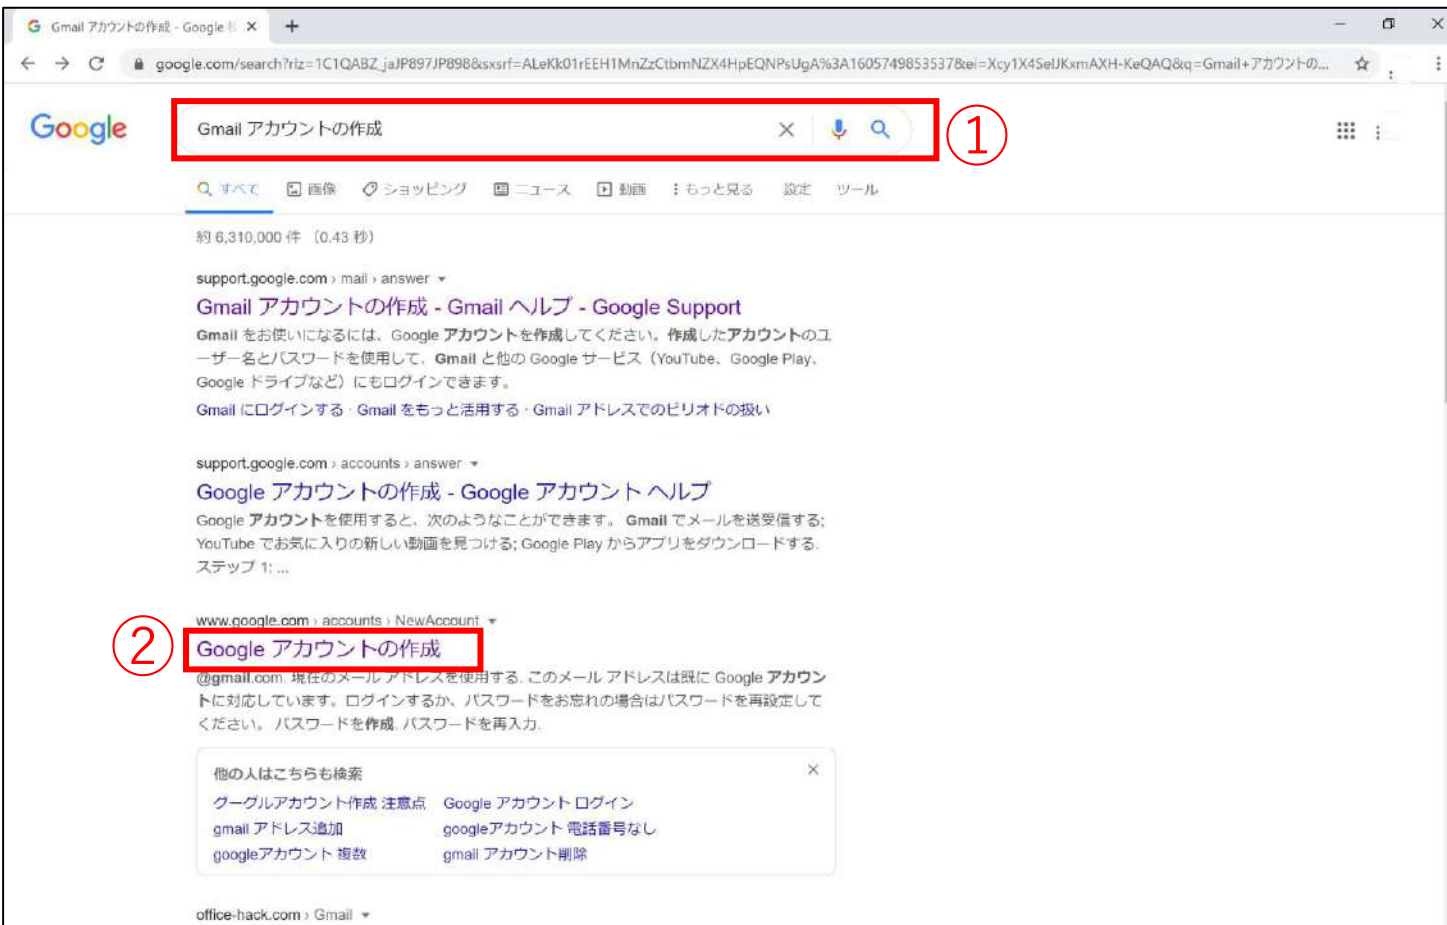 Gmail アカウントの作成 - Google
google.com/search?rlz=1C1QABZ_jaJP897JP898&sxsrf=ALeKk01rEEH1MnZzCtbmNZX4HpEQNPsUgA%3A1605749853537&ei=Xcy1X4SelJKxmAXH-KeQAQ&q=Gmail+アカウントの...
Google
Gmail アカウントの作成
①
すべて 画像 ショッピング ニュース 動画 もっと見る 設定 ツール
約 6,310,000 件 (0.43 秒)
support.google.com › mail › answer
Gmail アカウントの作成 - Gmail ヘルプ - Google Support
Gmail をお使いになるには、Google アカウントを作成してください。作成したアカウントのユ
ーザー名とパスワードを使用して、Gmail と他の Google サービス（YouTube、Google Play、
Google ドライブなど）にもログインできます。
Gmail にログインする · Gmail をもっと活用する · Gmail アドレスでのピリオドの扱い
support.google.com › accounts › answer
Google アカウントの作成 - Google アカウント ヘルプ
Google アカウントを使用すると、次のようなことができます。 Gmail でメールを送受信する;
YouTube でお気に入りの新しい動画を見つける; Google Play からアプリをダウンロードする.
ステップ 1: ...
www.google.com › accounts › NewAccount
②
Google アカウントの作成
@gmail.com. 現在のメール アドレスを使用する. このメール アドレスは既に Google アカウン
トに対応しています。ログインするか、パスワードをお忘れの場合はパスワードを再設定して
ください。 パスワードを作成. パスワードを再入力.
他の人はこちらも検索
グーグルアカウント作成 注意点 Google アカウント ログイン
gmail アドレス追加 googleアカウント 電話番号なし
googleアカウント 複数 gmail アカウント削除
office-hack.com › Gmail